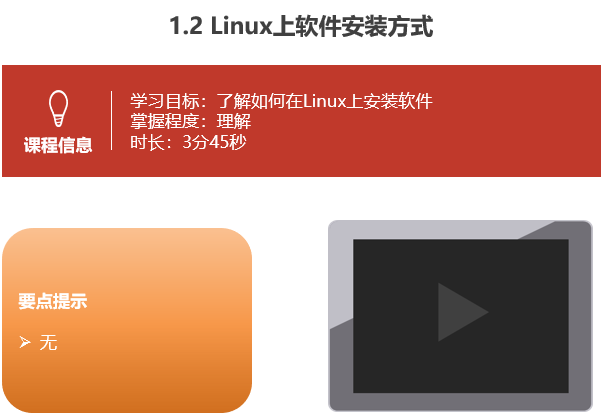 1.2 Linux上软件安装方式
课程信息
学习目标：了解如何在Linux上安装软件
掌握程度：理解
时长：3分45秒
要点提示
➢ 无